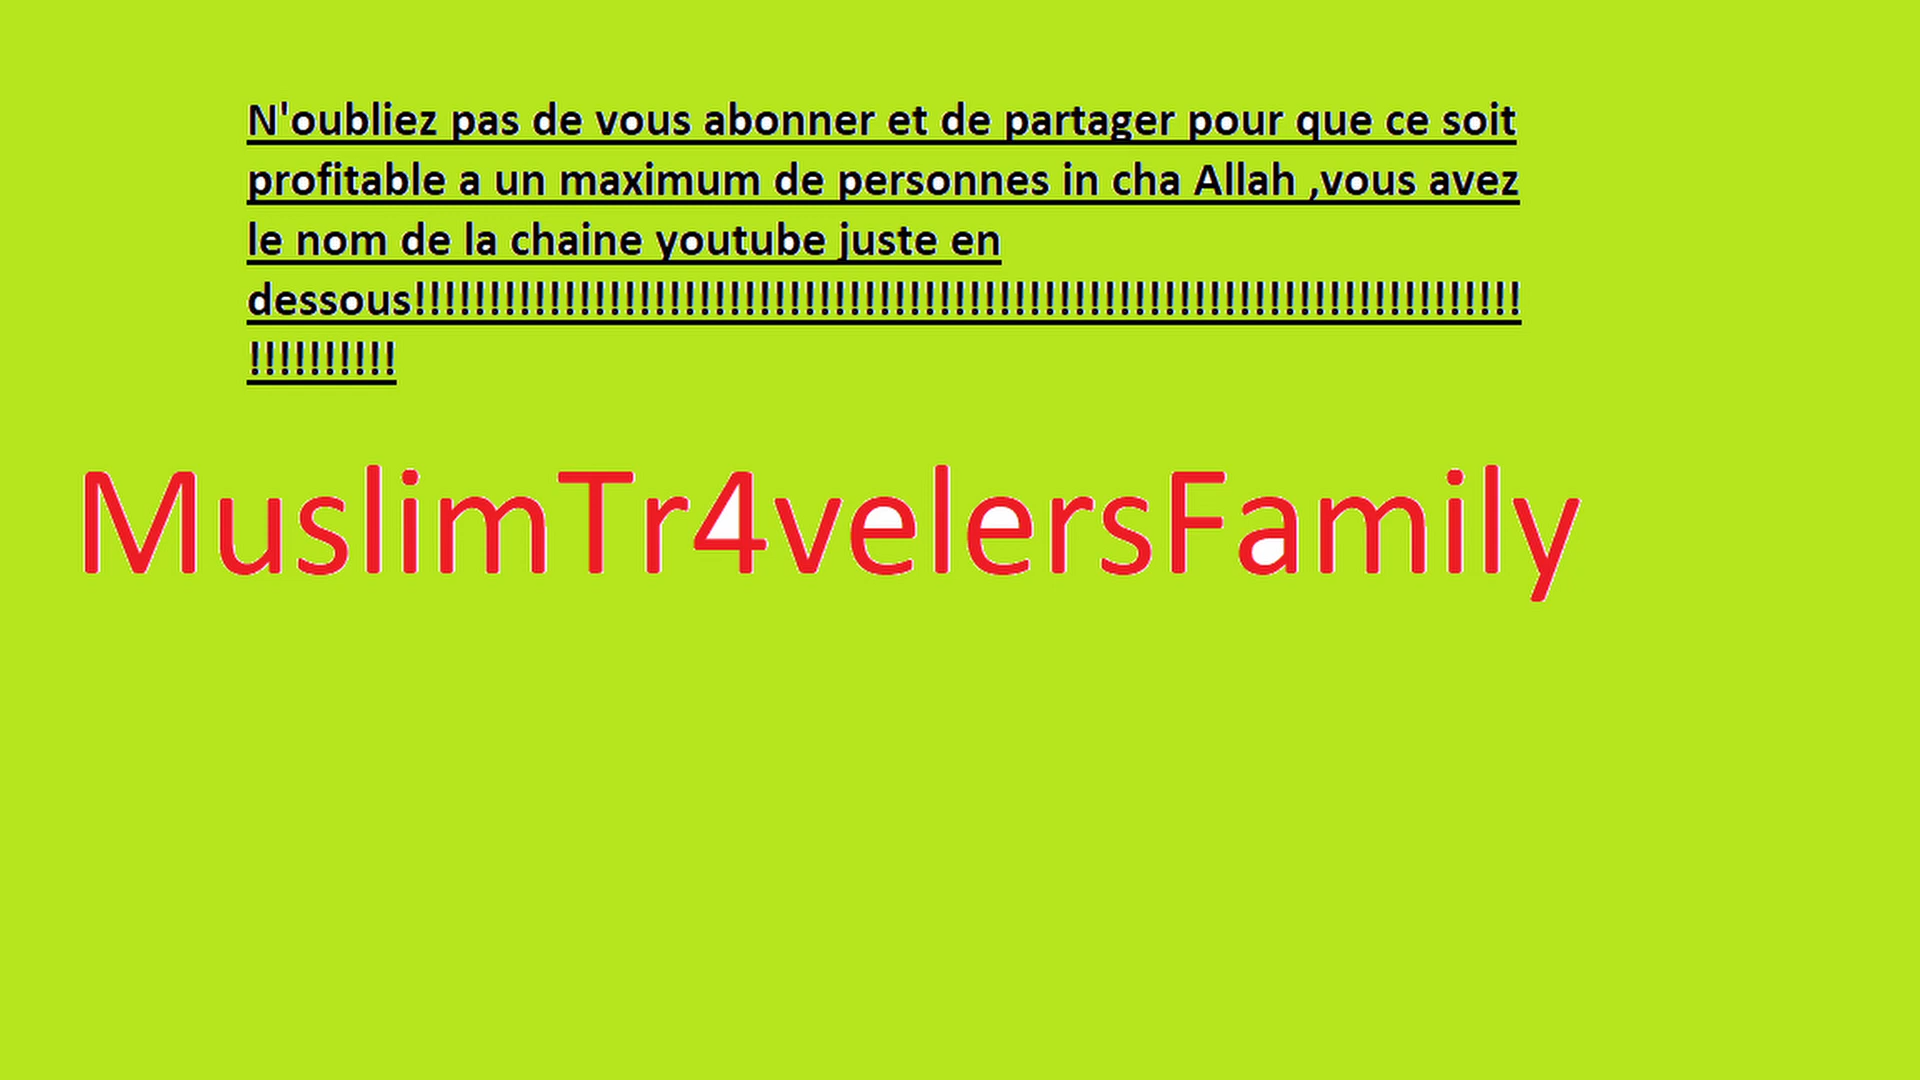 N'oubliez pas de vous abonner et de partager pour que ce soit
profitable a un maximum de personnes in cha Allah ,vous avez
le nom de la chaine youtube juste en
dessous!!!!!!!!!!!!!!!!!!!!!!!!!!!!!!!!!!!!!!!!!!!!!!!!!!!!!!!!!!!!!!!!!!!!!!!!!!
!!!!!!!!!!
MuslimTr4velersFamily